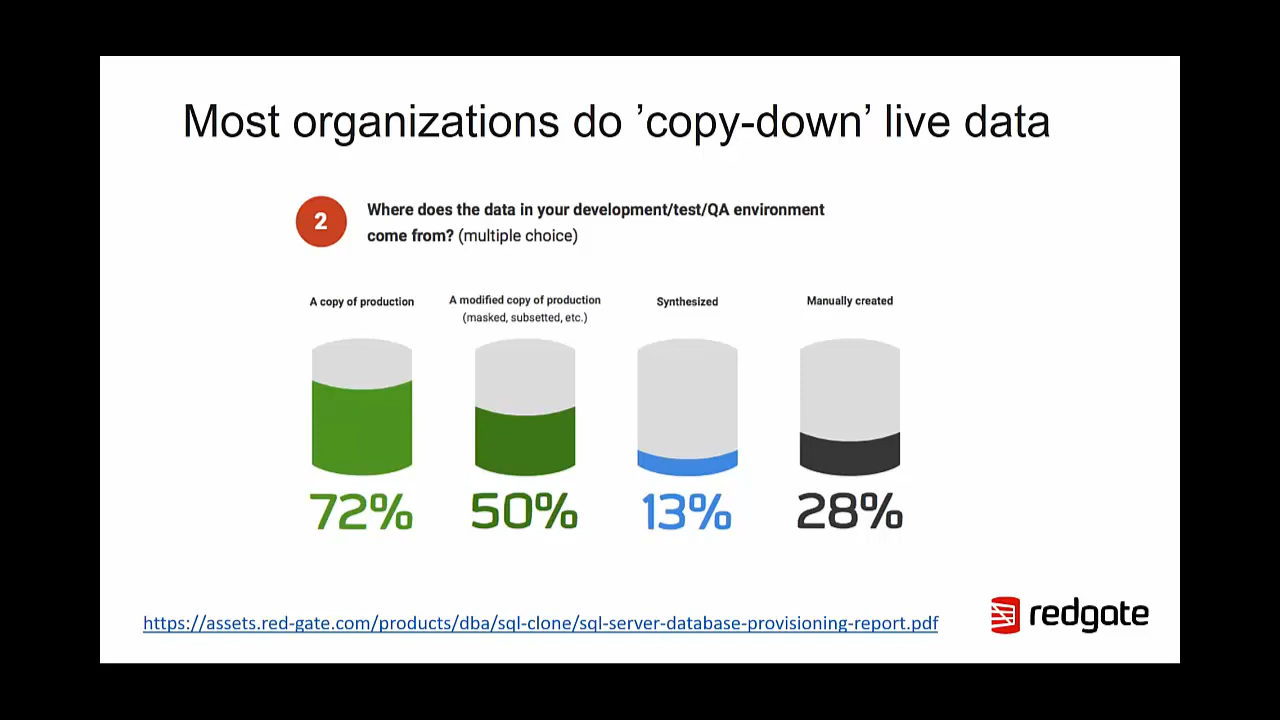 Most organizations do ’copy-down’ live data
2
Where does the data in your development/test/QA environment
come from? (multiple choice)
A copy of production
A modified copy of production
(masked, subsetted, etc.)
Synthesized
Manually created
72%
50%
13%
28%
https://assets.red-gate.com/products/dba/sql-clone/sql-server-database-provisioning-report.pdf
redgate